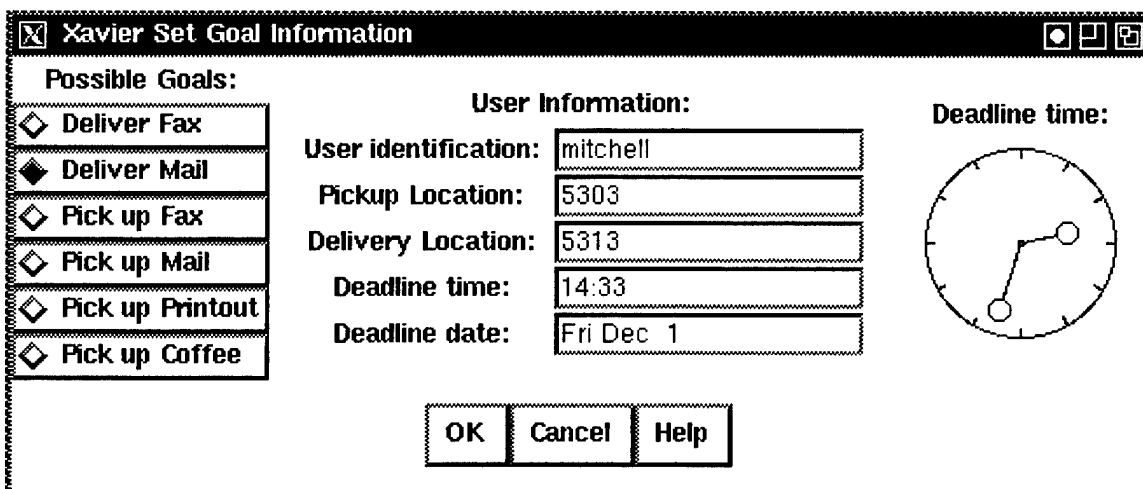 X Xavier Set Goal Information
Possible Goals:
Deliver Fax
Deliver Mail
Pick up Fax
Pick up Mail
Pick up Printout
Pick up Coffee
User Information:
User identification: mitchell
Pickup Location: 5303
Delivery Location: 5313
Deadline time: 14:33
Deadline date: Fri Dec 1
Deadline time:
OK Cancel Help